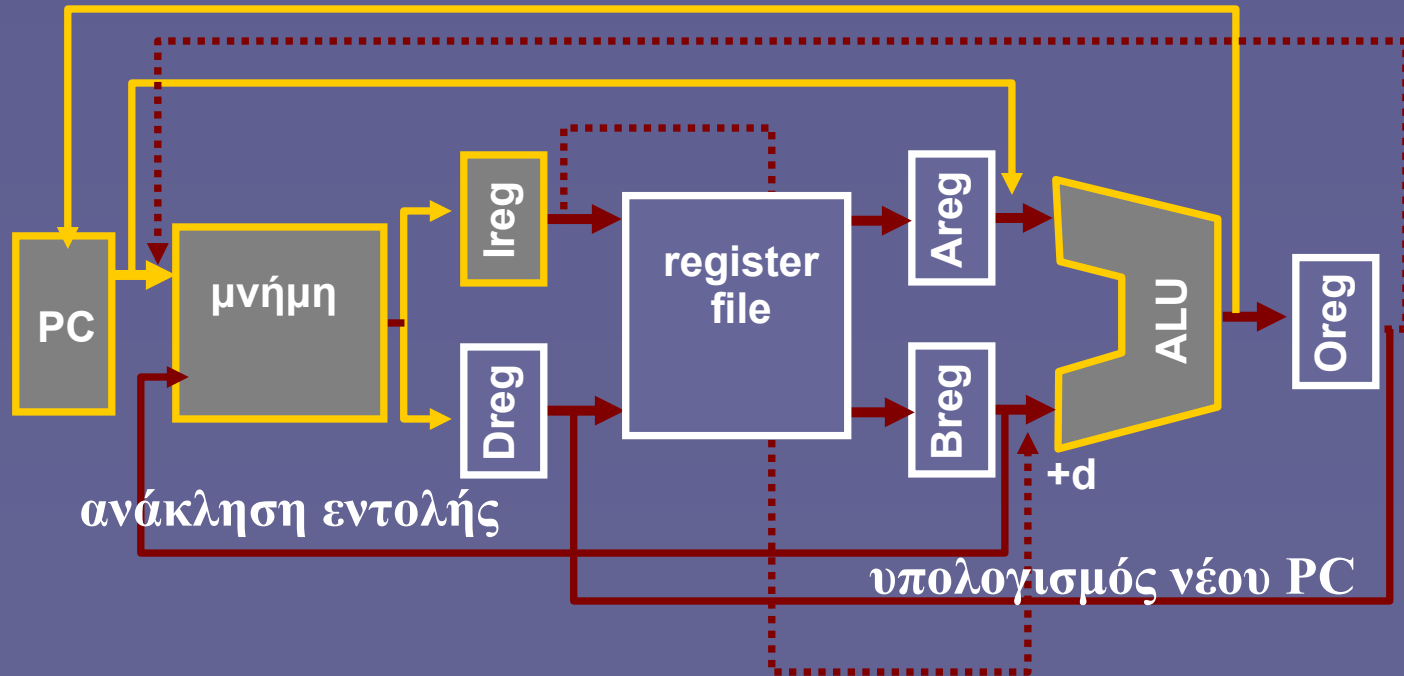 PC
μνήμη
Ireg
Dreg
register
file
Areg
Breg
ALU
Oreg
+d
ανάκληση εντολής
υπολογισμός νέου PC